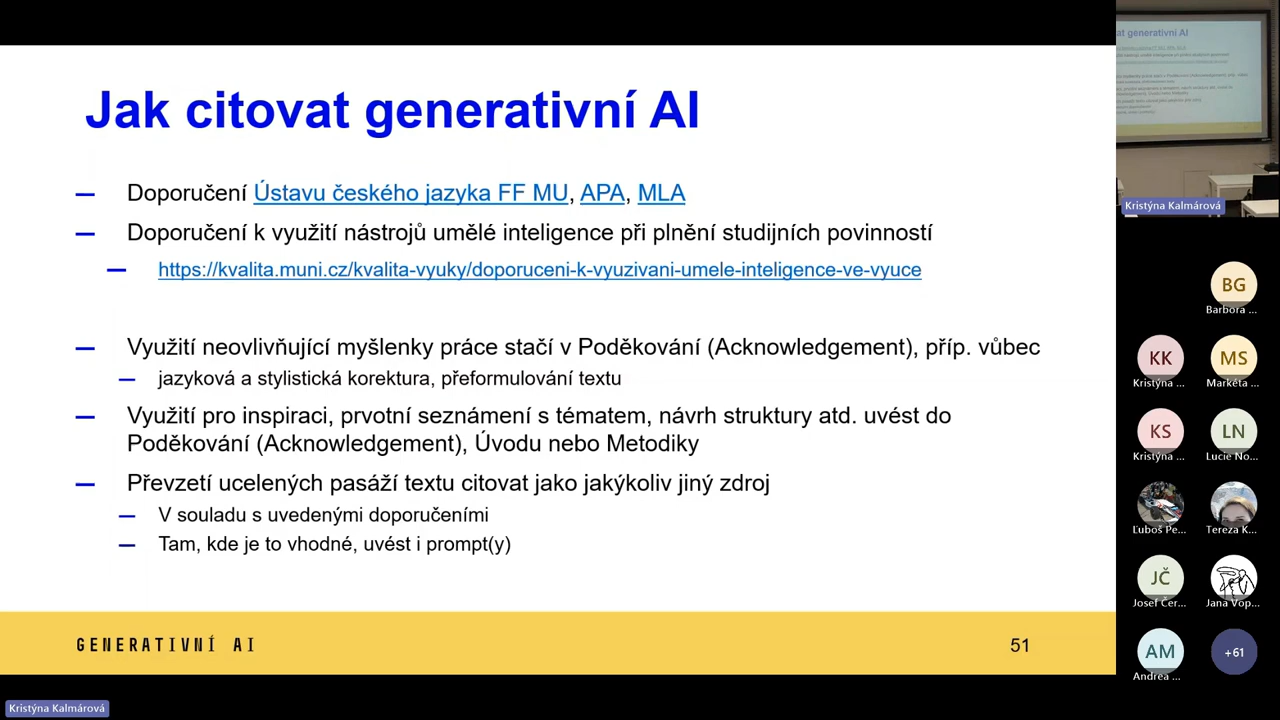 Jak citovat generativní AI
— Doporučení Ústavu českého jazyka FF MU, APA, MLA
— Doporučení k využití nástrojů umělé inteligence při plnění studijních povinností
— https://kvalita.muni.cz/kvalita-vyuky/doporuceni-k-vyuzivani-umele-inteligence-ve-vyuce
— Využití neovlivňující myšlenky práce stačí v Poděkování (Acknowledgement), příp. vůbec
— jazyková a stylistická korektura, přeformulování textu
— Využití pro inspiraci, prvotní seznámení s tématem, návrh struktury atd. uvést do
Poděkování (Acknowledgement), Úvodu nebo Metodiky
— Převzetí ucelených pasáží textu citovat jako jakýkoliv jiný zdroj
— V souladu s uvedenými doporučeními
— Tam, kde je to vhodné, uvést i prompt(y)
GENERATIVNÍ AI
51
Kristýna Kalmárová
at generativní AI
Kristýna Kalmárová
BG
Barbora ...
KK
Kristýna ...
MS
Markéta ...
KS
Kristýna ...
LN
Lucie No...
Ľuboš Pe...
Tereza K...
JČ
Josef Čer...
Jana Vop...
AM
Andrea ...
+61